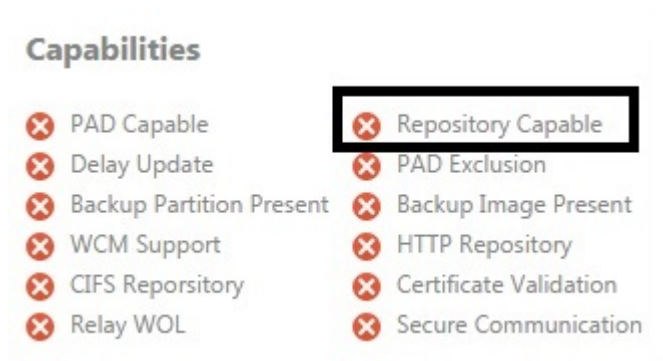 Capabilities
PAD Capable
Repository Capable
Delay Update
PAD Exclusion
Backup Partition Present
Backup Image Present
WCM Support
HTTP Repository
CIFS Reporsitory
Certificate Validation
Relay WOL
Secure Communication